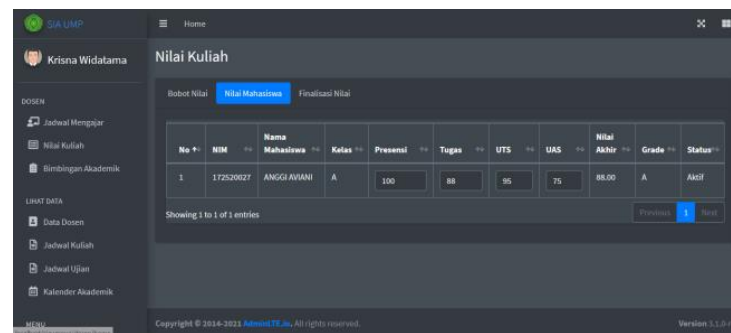 SIA UMP
Home
Krisna Widatama
Nilai Kuliah
Bobot Nilai
Nilai Mahasiswa
Finalisasi Nilai
DOSEN
Jadwal Mengajar
Nilai Kuliah
Bimbingan Akademik
LIHAT DATA
Data Dosen
Jadwal Kuliah
Jadwal Ujian
Kalender Akademik
MENU
No NIM Nama Mahasiswa Kelas Presensi Tugas UTS UAS Nilai Akhir Grade Status
1 172520027 ANGGI AVIANI A 100 88 95 75 88.00 A Aktif
Showing 1 to 1 of 1 entries
Previous 1 Next
Copyright © 2014-2021 AdminLTE.io. All rights reserved.
Version 3.1.0